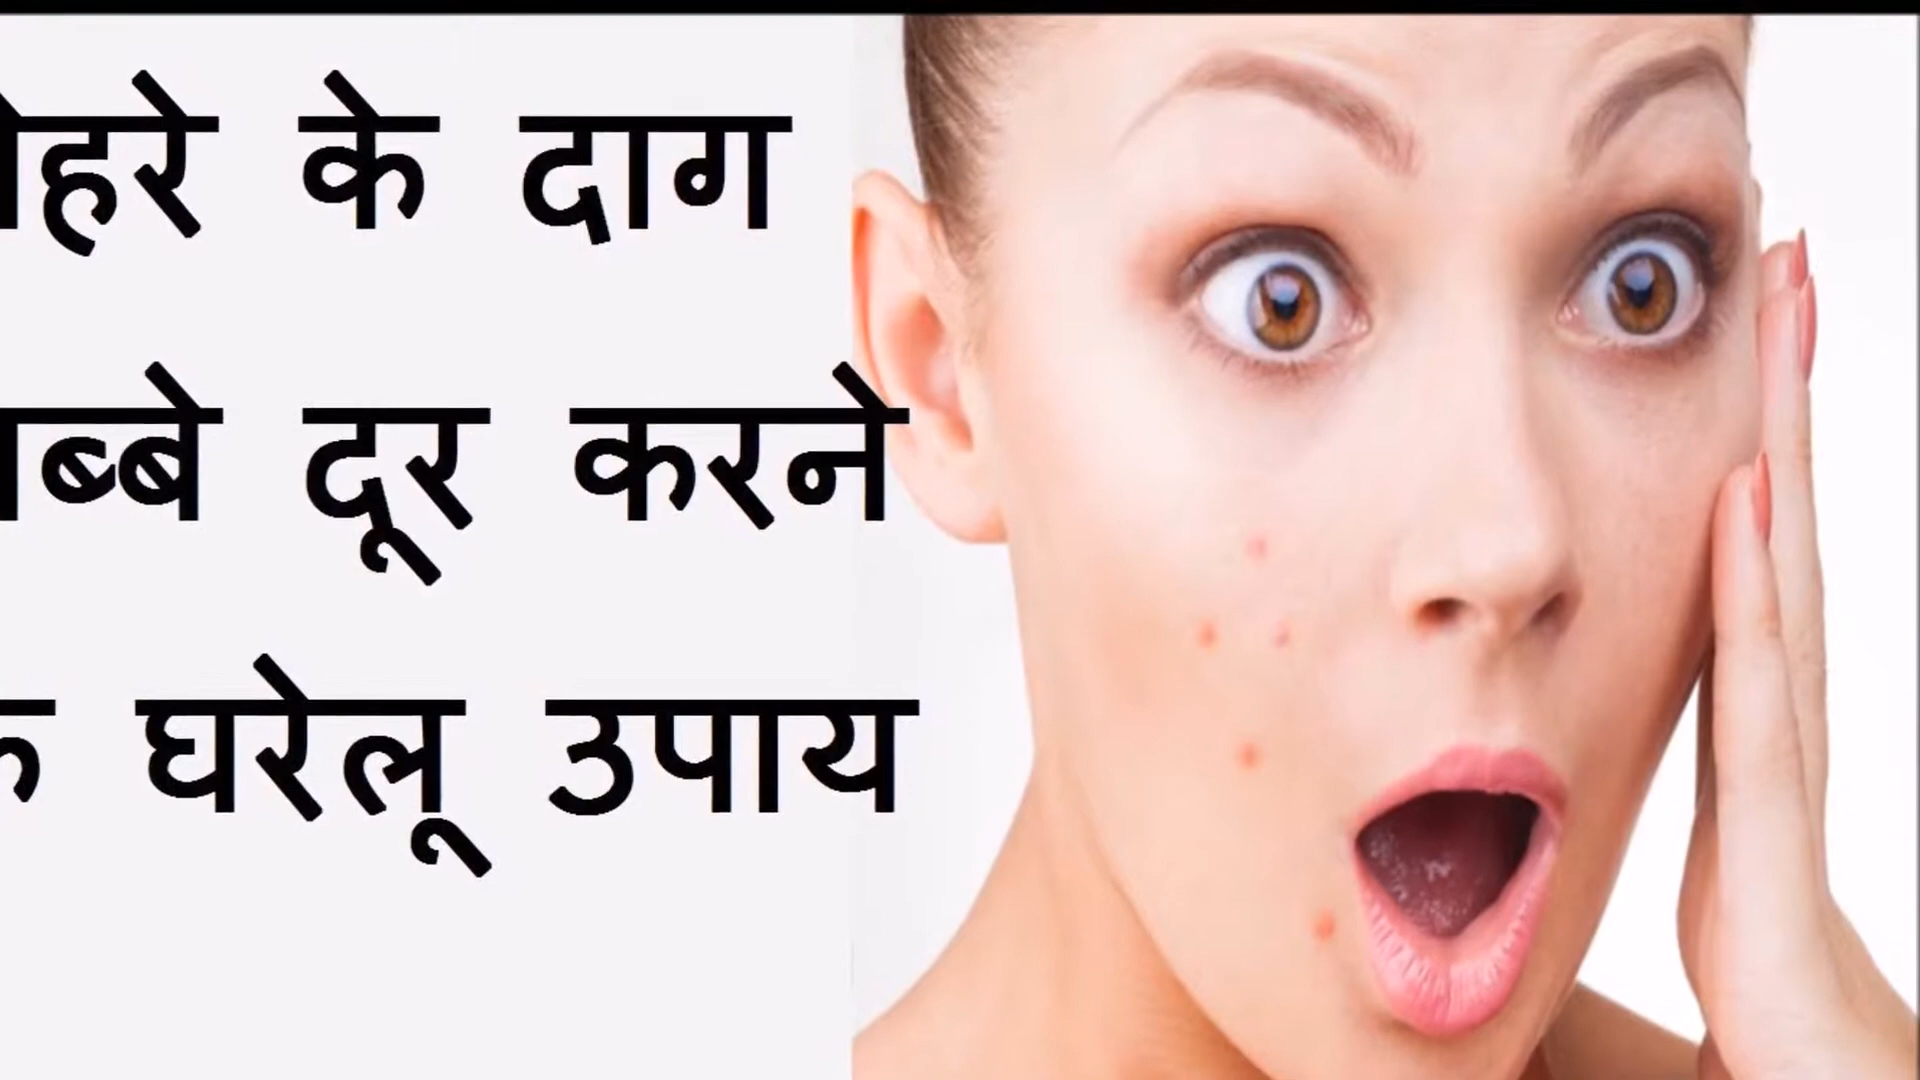 के दाग
दूर करने
घरेलू उपाय